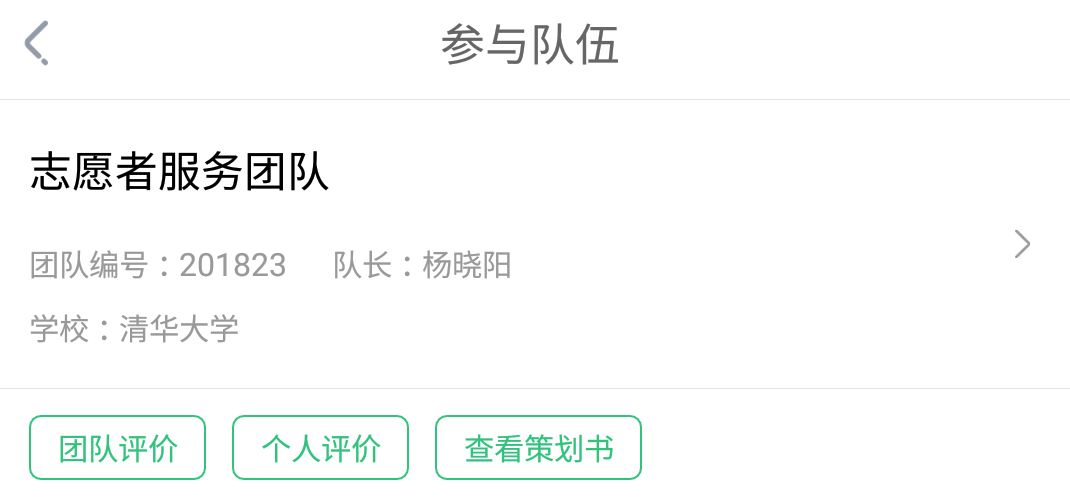 参与队伍
志愿者服务团队
团队编号：201823 队长：杨晓阳
学校：清华大学
团队评价 个人评价 查看策划书